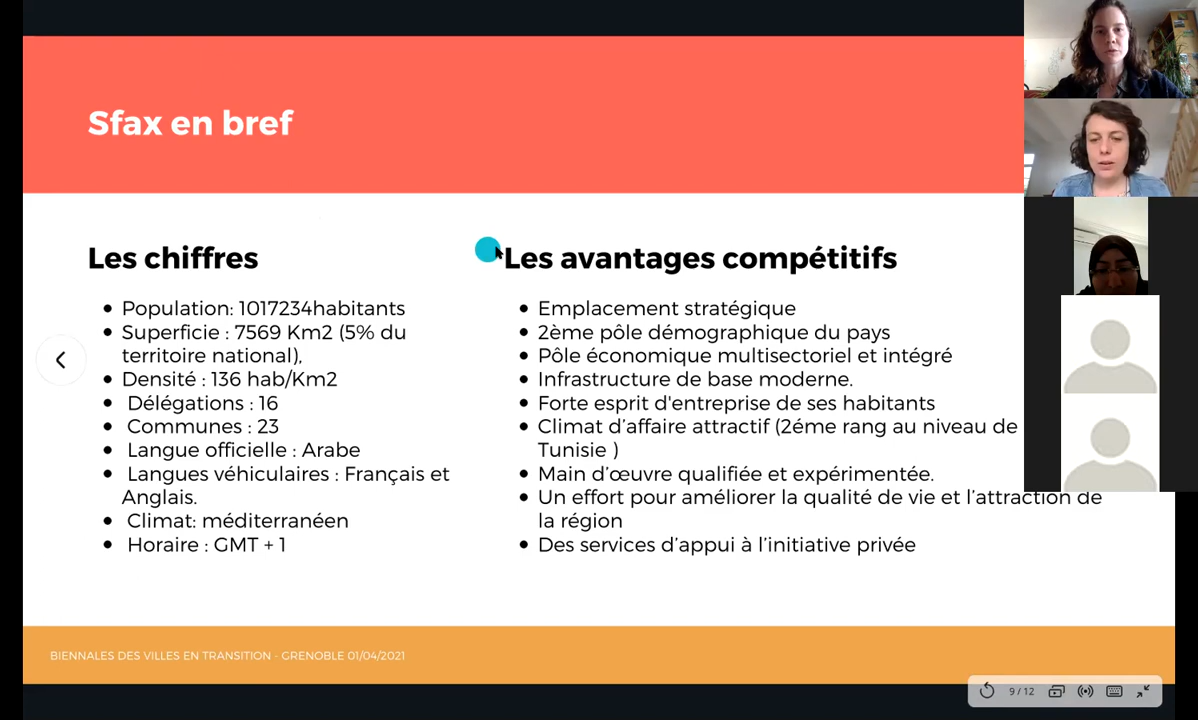 Sfax en bref
Les chiffres
Population: 1017234habitants
Superficie : 7569 Km2 (5% du
territoire national),
Densité : 136 hab/Km2
Délégations : 16
Communes : 23
Langue officielle : Arabe
Langues véhiculaires : Français et
Anglais.
Climat: méditerranéen
Horaire : GMT + 1
Les avantages compétitifs
Emplacement stratégique
2ème pôle démographique du pays
Pôle économique multisectoriel et intégré
Infrastructure de base moderne.
Forte esprit d'entreprise de ses habitants
Climat d’affaire attractif (2éme rang au niveau de
Tunisie )
Main d’œuvre qualifiée et expérimentée.
Un effort pour améliorer la qualité de vie et l’attraction de
la région
Des services d’appui à l’initiative privée
BIENNALES DES VILLES EN TRANSITION - GRENOBLE 01/04/2021
9 / 12